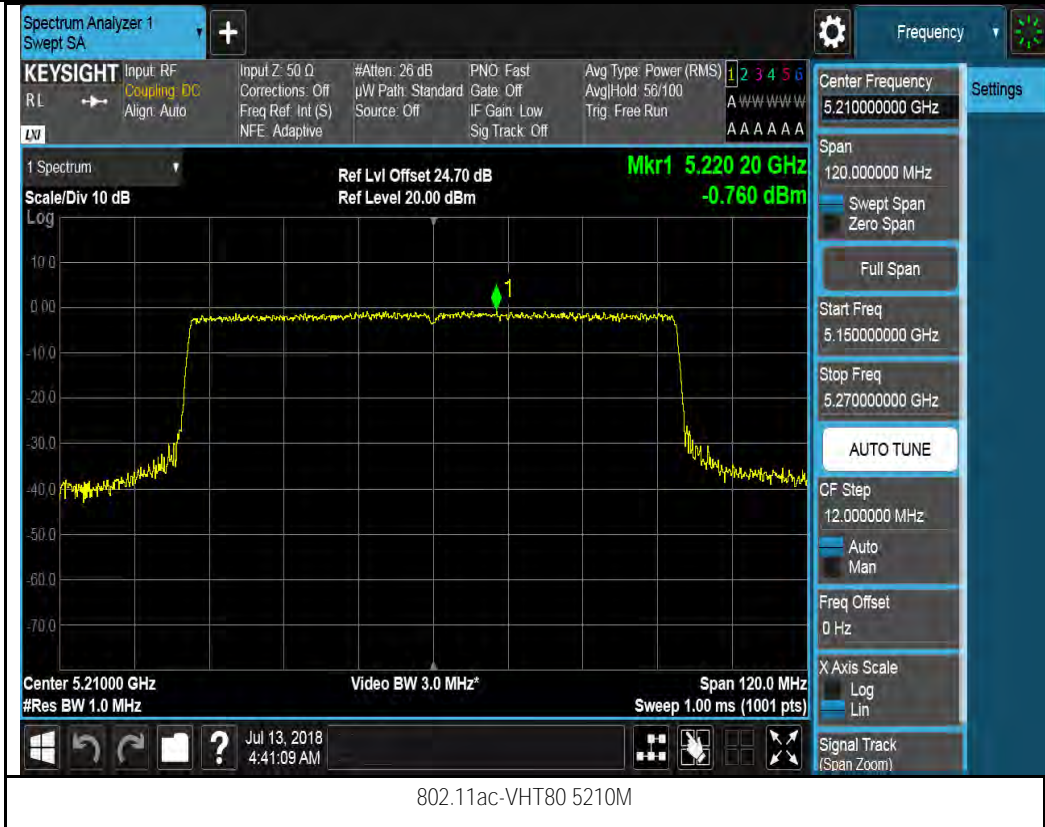 Spectrum Analyzer 1
Swept SA
+
Frequency
KEYSIGHT
RL
LXI
Input: RF
Coupling: DC
Align: Auto
Input Z: 50 Ω
Corrections: Off
Freq Ref: Int (S)
NFE: Adaptive
#Atten: 26 dB
µW Path: Standard
Source: Off
PNO: Fast
Gate: Off
IF Gain: Low
Sig Track: Off
Avg Type: Power (RMS)
Avg|Hold: 56/100
Trig: Free Run
1 2 3 4 5 6
A W W W W W
A A A A A A
1 Spectrum
Scale/Div 10 dB
Log
Ref Lvl Offset 24.70 dB
Ref Level 20.00 dBm
Mkr1 5.220 20 GHz
-0.760 dBm
1
10.0
0.00
-10.0
-20.0
-30.0
-40.0
-50.0
-60.0
-70.0
Center 5.21000 GHz
#Res BW 1.0 MHz
Video BW 3.0 MHz*
Span 120.0 MHz
Sweep 1.00 ms (1001 pts)
?
Jul 13, 2018
4:41:09 AM
Center Frequency
5.210000000 GHz
Settings
Span
120.000000 MHz
Swept Span
Zero Span
Full Span
Start Freq
5.150000000 GHz
Stop Freq
5.270000000 GHz
AUTO TUNE
CF Step
12.000000 MHz
Auto
Man
Freq Offset
0 Hz
X Axis Scale
Log
Lin
Signal Track
(Span Zoom)
802.11ac-VHT80 5210M